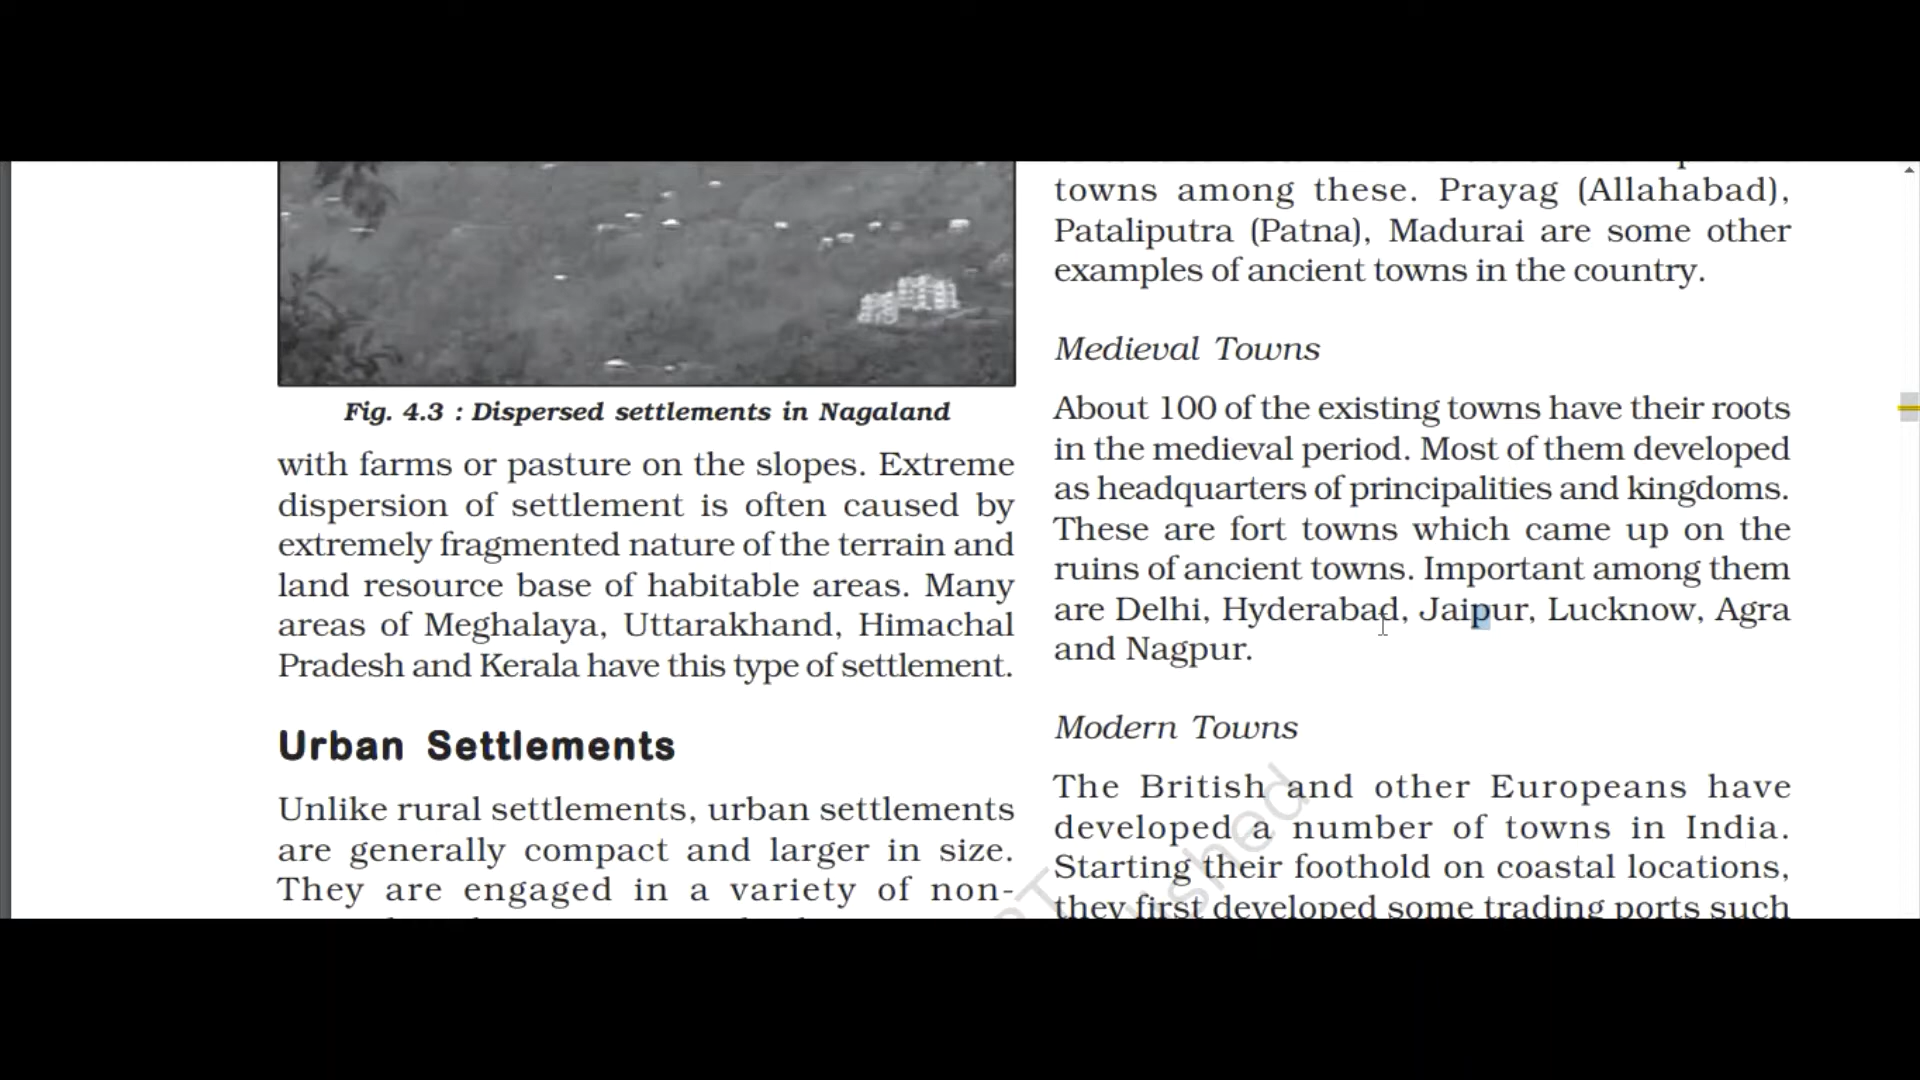 Fig. 4.3 : Dispersed settlements in Nagaland
with farms or pasture on the slopes. Extreme
dispersion of settlement is often caused by
extremely fragmented nature of the terrain and
land resource base of habitable areas. Many
areas of Meghalaya, Uttarakhand, Himachal
Pradesh and Kerala have this type of settlement.
Urban Settlements
Unlike rural settlements, urban settlements
are generally compact and larger in size.
They are engaged in a variety of non-
towns among these. Prayag (Allahabad),
Pataliputra (Patna), Madurai are some other
examples of ancient towns in the country.
Medieval Towns
About 100 of the existing towns have their roots
in the medieval period. Most of them developed
as headquarters of principalities and kingdoms.
These are fort towns which came up on the
ruins of ancient towns. Important among them
are Delhi, Hyderabad, Jaipur, Lucknow, Agra
and Nagpur.
Modern Towns
The British and other Europeans have
developed a number of towns in India.
Starting their foothold on coastal locations,
they first developed some trading ports such